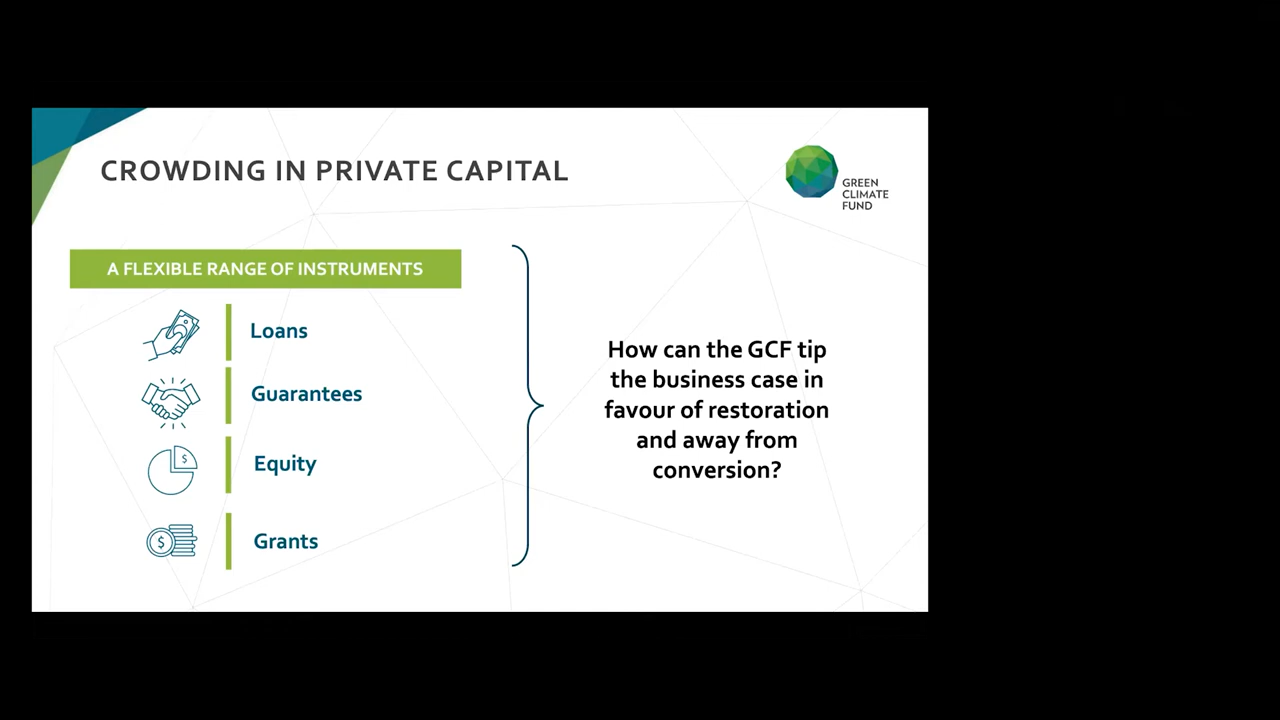 CROWDING IN PRIVATE CAPITAL
GREEN
CLIMATE
FUND
A FLEXIBLE RANGE OF INSTRUMENTS
Loans
Guarantees
Equity
$
$
Grants
How can the GCF tip
the business case in
favour of restoration
and away from
conversion?